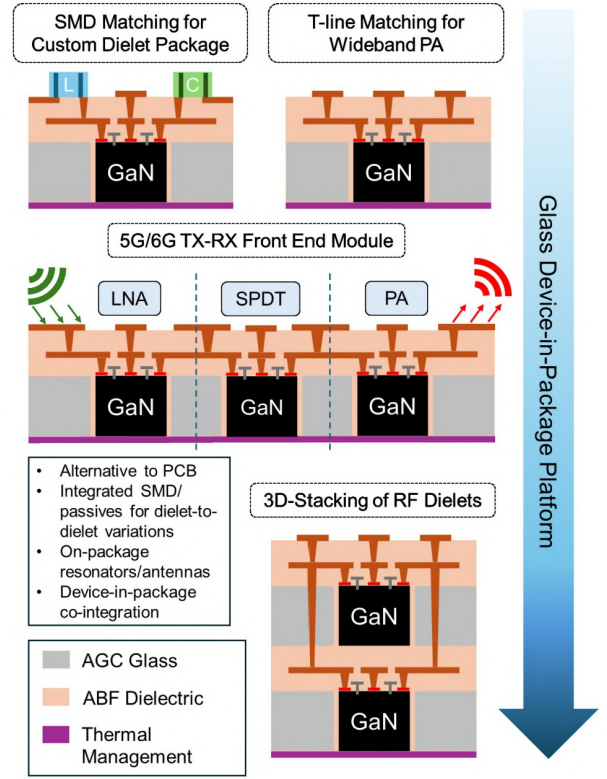 SMD Matching for
Custom Dielet Package
T-line Matching for
Wideband PA
L
C
GaN
GaN
5G/6G TX-RX Front End Module
LNA
SPDT
PA
GaN
GaN
GaN
• Alternative to PCB
• Integrated SMD/
passives for dielet-to-
dielet variations
• On-package
resonators/antennas
• Device-in-package
co-integration
3D-Stacking of RF Dielets
GaN
GaN
AGC Glass
ABF Dielectric
Thermal
Management
Glass Device-in-Package Platform